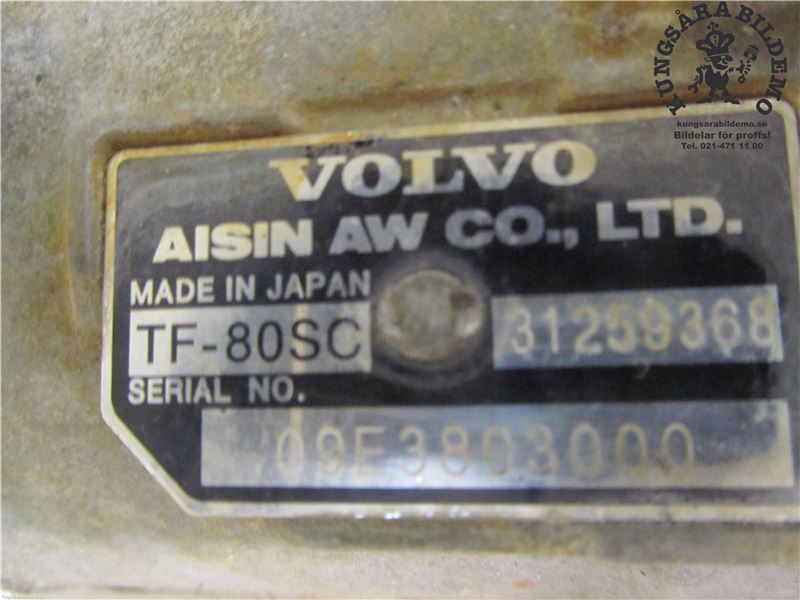 KUNGSÅRA BILDEMO
kungsarabildemo.se
Bildelar för proffs!
Tel. 021-471 11 00
VOLVO
AISIN AW CO., LTD.
MADE IN JAPAN
TF-80SC
31259368
SERIAL NO.
09E3803000